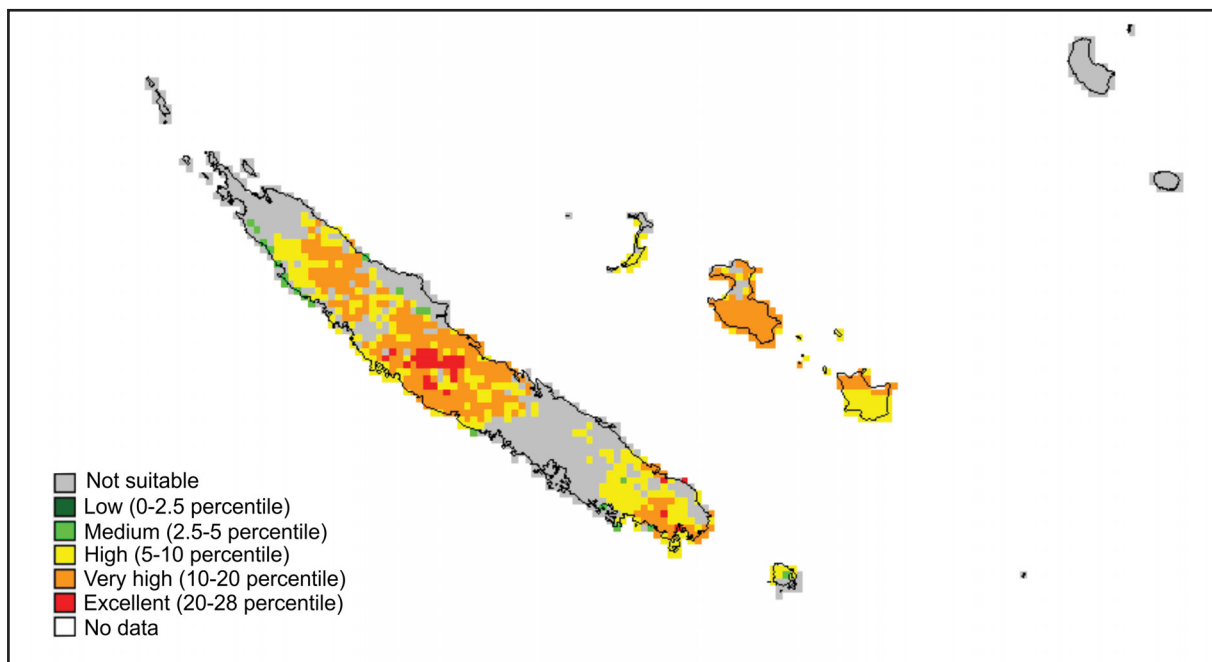 Not suitable
Low (0-2.5 percentile)
Medium (2.5-5 percentile)
High (5-10 percentile)
Very high (10-20 percentile)
Excellent (20-28 percentile)
No data